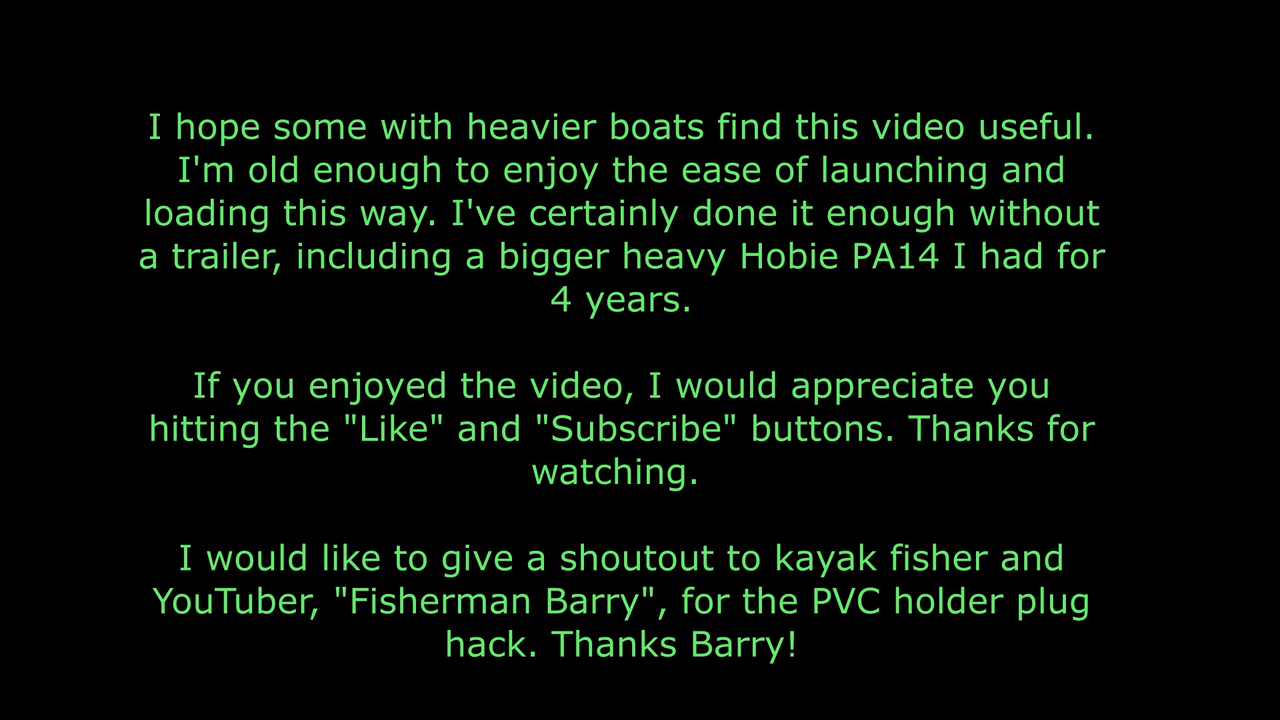 I hope some with heavier boats find this video useful.
I'm old enough to enjoy the ease of launching and
loading this way. I've certainly done it enough without
a trailer, including a bigger heavy Hobie PA14 I had for
4 years.
If you enjoyed the video, I would appreciate you
hitting the "Like" and "Subscribe" buttons. Thanks for
watching.
I would like to give a shoutout to kayak fisher and
YouTuber, "Fisherman Barry", for the PVC holder plug
hack. Thanks Barry!